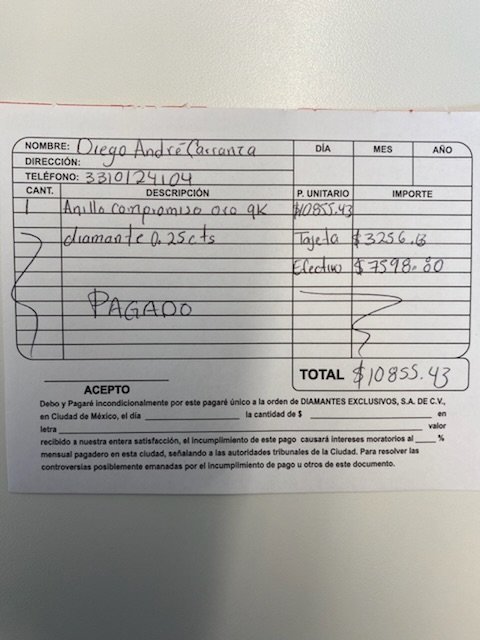 NOMBRE: Diego André Carranza DÍA MES AÑO
DIRECCIÓN:
TELÉFONO: 3310124104
CANT. DESCRIPCIÓN P. UNITARIO IMPORTE
1 Anillo compromiso oro 9K $10855.43
diamante 0.25cts Tajeta $3256.63
Efectivo $7598.80
PAGADO
TOTAL $10855.43
ACEPTO
Debo y Pagaré incondicionalmente por este pagaré único a la orden de DIAMANTES EXCLUSIVOS, S.A. DE C.V.,
en Ciudad de México, el día la cantidad de $ en
letra valor
recibido a nuestra entera satisfacción, el incumplimiento de este pago causará intereses moratorios al %
mensual pagadero en esta ciudad, señalando a las autoridades tribunales de la Ciudad. Para resolver las
controversias posiblemente emanadas por el incumplimiento de pago u otros de este documento.